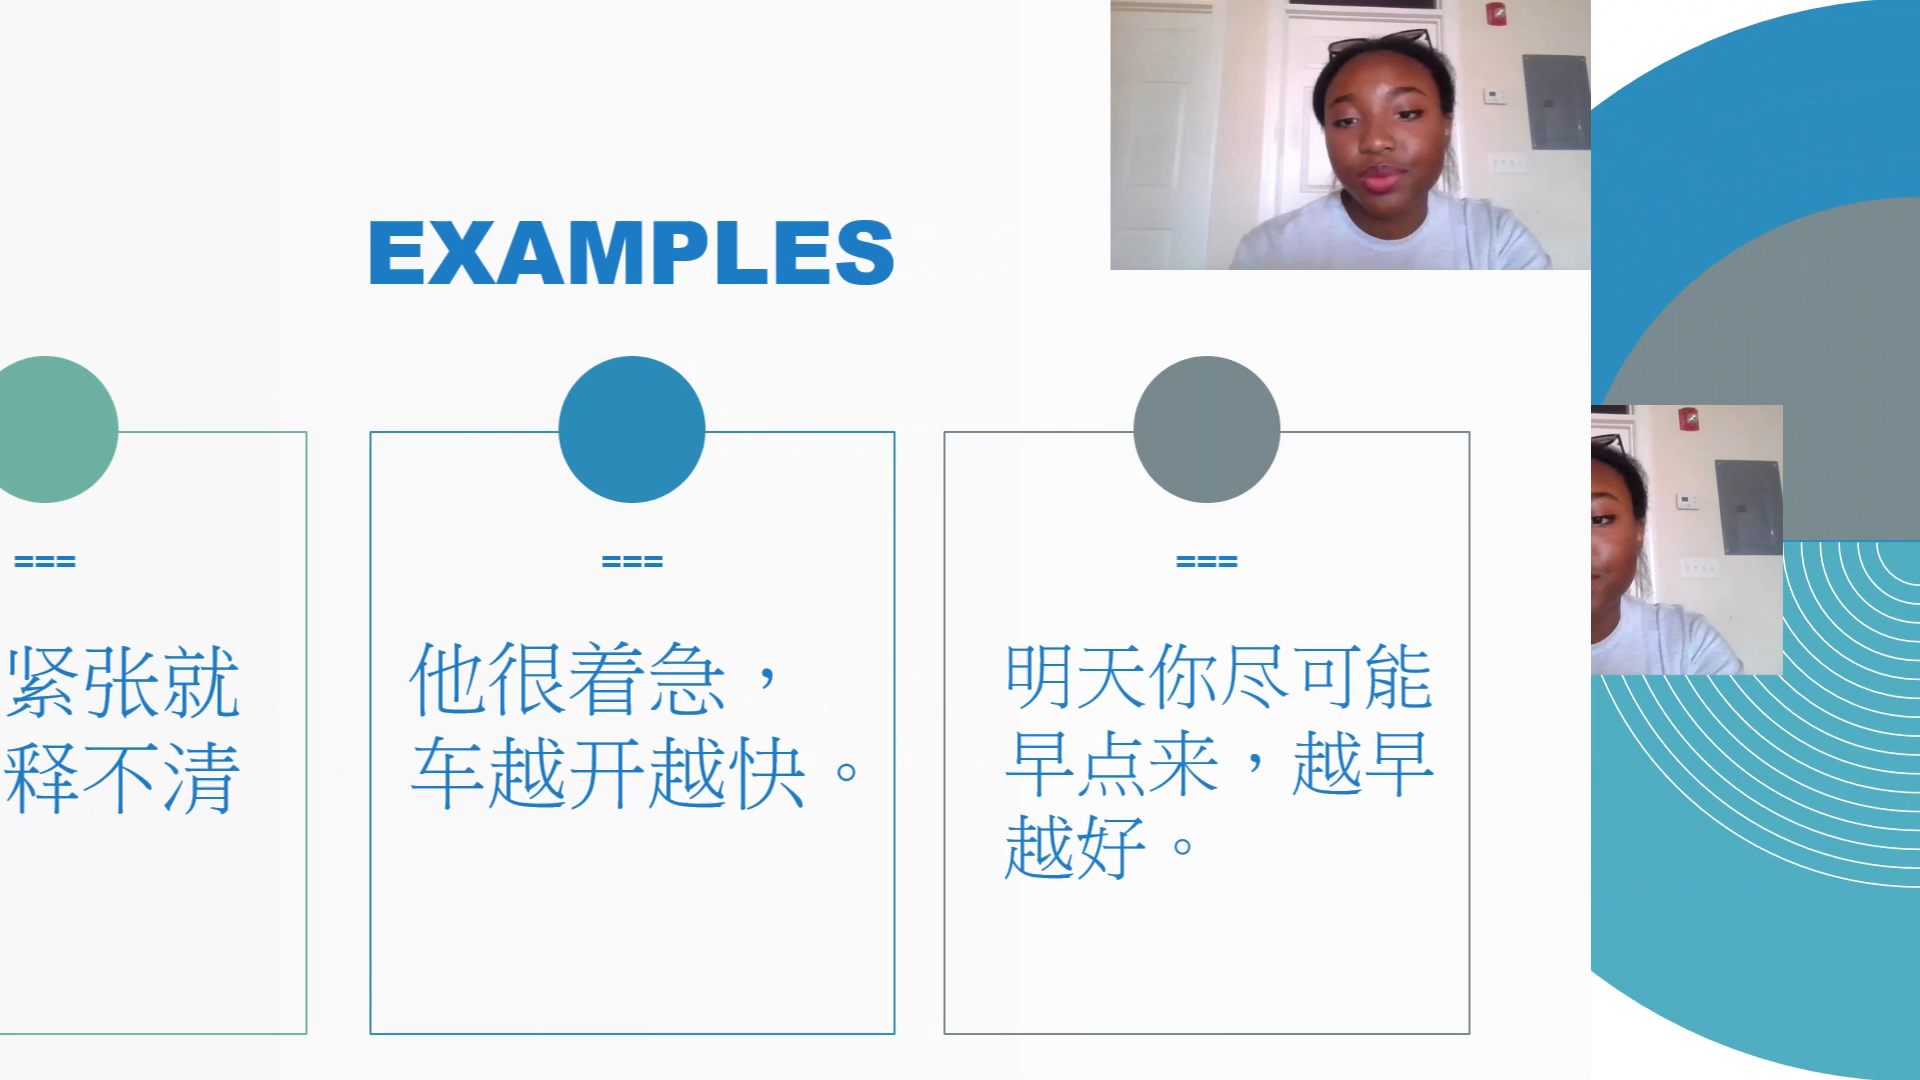 EXAMPLES
===
紧张就
释不清
===
他很着急，
车越开越快。
===
明天你尽可能
早点来，越早
越好。